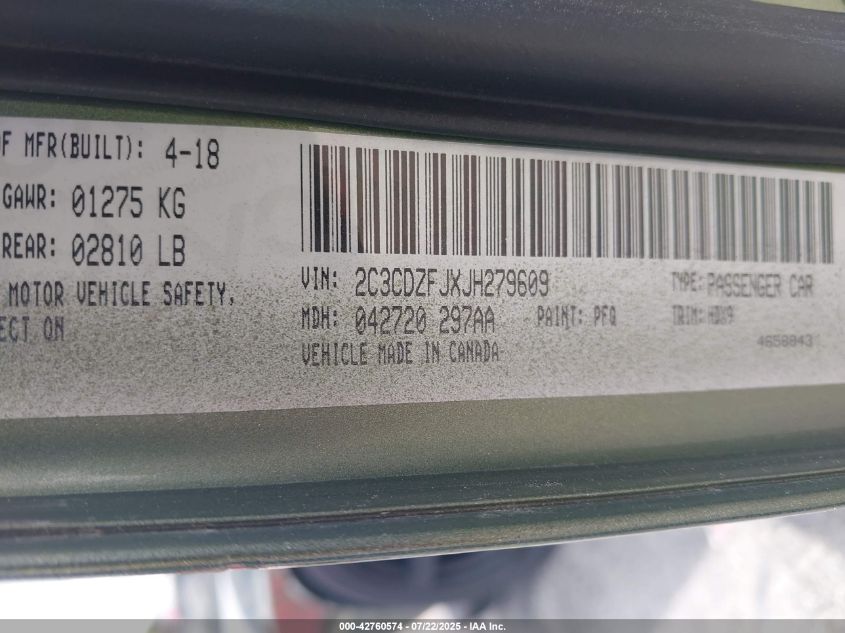 OF MFR(BUILT): 4-18
GAWR: 01275 KG
REAR: 02810 LB
MOTOR VEHICLE SAFETY,
ECT ON
VIN: 2C3CDZFJXJH279609
TYPE: PASSENGER CAR
MDH: 042720 297AA
PAINT: PFQ
TRIM: HDX9
VEHICLE MADE IN CANADA
4658843
000-42760574 - 07/22/2025 - IAA Inc.